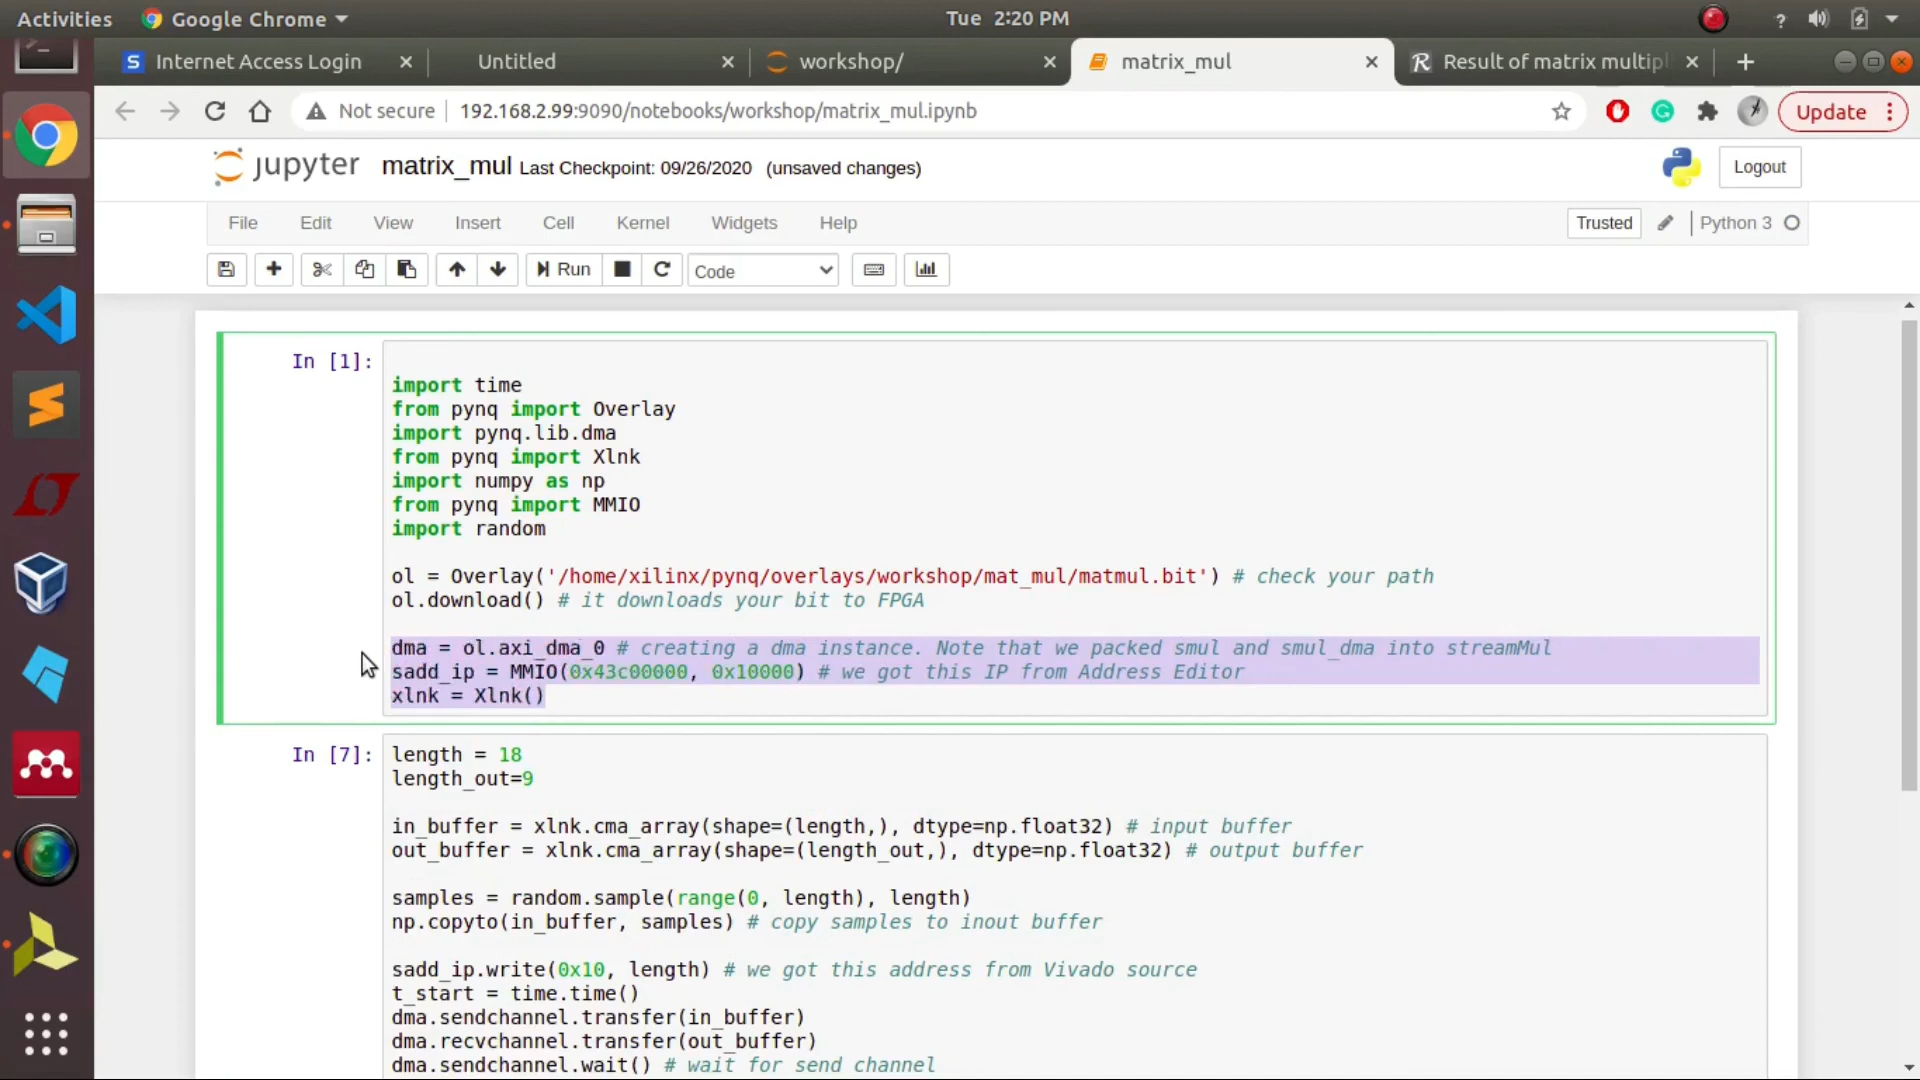 Activities Google Chrome Tue 2:20 PM ?
S Internet Access Login × Untitled × workshop/ × matrix_mul × R Result of matrix multipl × +
Not secure 192.168.2.99:9090/notebooks/workshop/matrix_mul.ipynb Update
jupyter matrix_mul Last Checkpoint: 09/26/2020 (unsaved changes) Logout
File Edit View Insert Cell Kernel Widgets Help Trusted Python 3
Run Code
In [1]:
import time
from pynq import Overlay
import pynq.lib.dma
from pynq import Xlnk
import numpy as np
from pynq import MMIO
import random
ol = Overlay('/home/xilinx/pynq/overlays/workshop/mat_mul/matmul.bit') # check your path
ol.download() # it downloads your bit to FPGA
dma = ol.axi_dma_0 # creating a dma instance. Note that we packed smul and smul_dma into streamMul
sadd_ip = MMIO(0x43c00000, 0x10000) # we got this IP from Address Editor
xlnk = Xlnk()
In [7]: length = 18
length_out=9
in_buffer = xlnk.cma_array(shape=(length,), dtype=np.float32) # input buffer
out_buffer = xlnk.cma_array(shape=(length_out,), dtype=np.float32) # output buffer
samples = random.sample(range(0, length), length)
np.copyto(in_buffer, samples) # copy samples to inout buffer
sadd_ip.write(0x10, length) # we got this address from Vivado source
t_start = time.time()
dma.sendchannel.transfer(in_buffer)
dma.recvchannel.transfer(out_buffer)
dma.sendchannel.wait() # wait for send channel